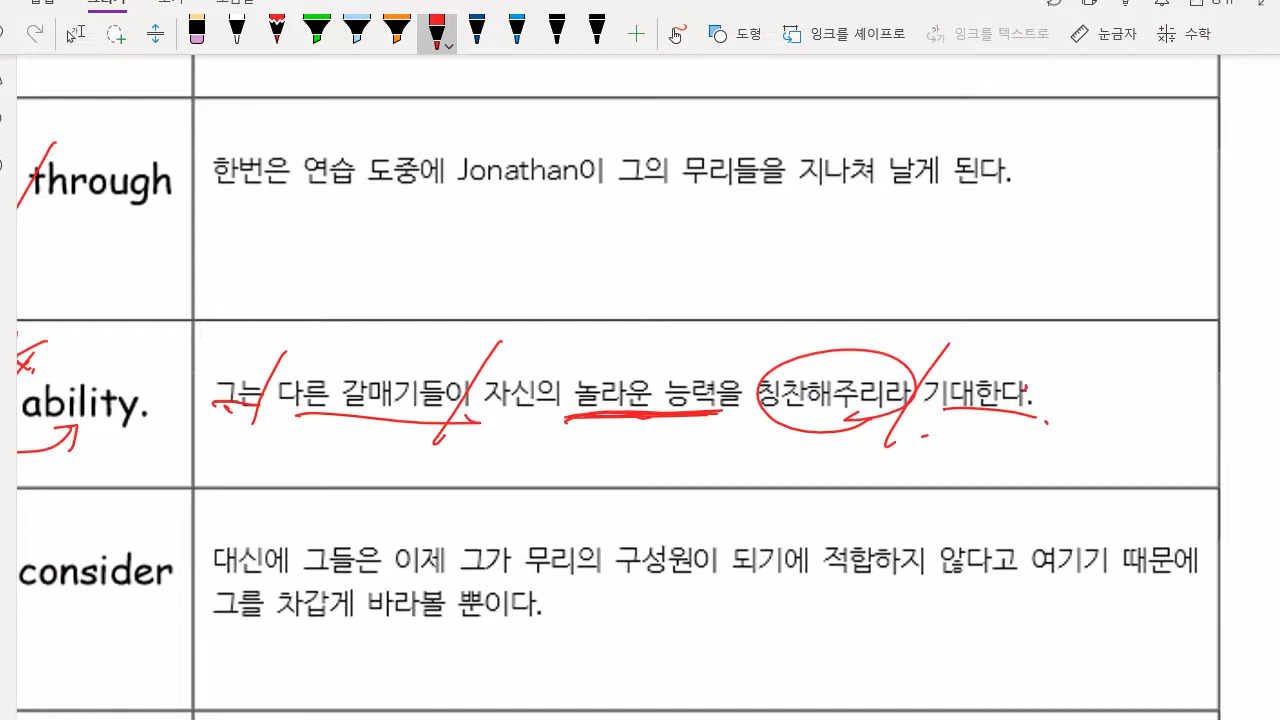 도형
잉크를 셰이프로
잉크를 텍스트로
눈금자
수학
through
한번은 연습 도중에 Jonathan이 그의 무리들을 지나쳐 날게 된다.
ability.
그는 다른 갈매기들이 자신의 놀라운 능력을 칭찬해주리라 기대한다.
consider
대신에 그들은 이제 그가 무리의 구성원이 되기에 적합하지 않다고 여기기 때문에
그를 차갑게 바라볼 뿐이다.